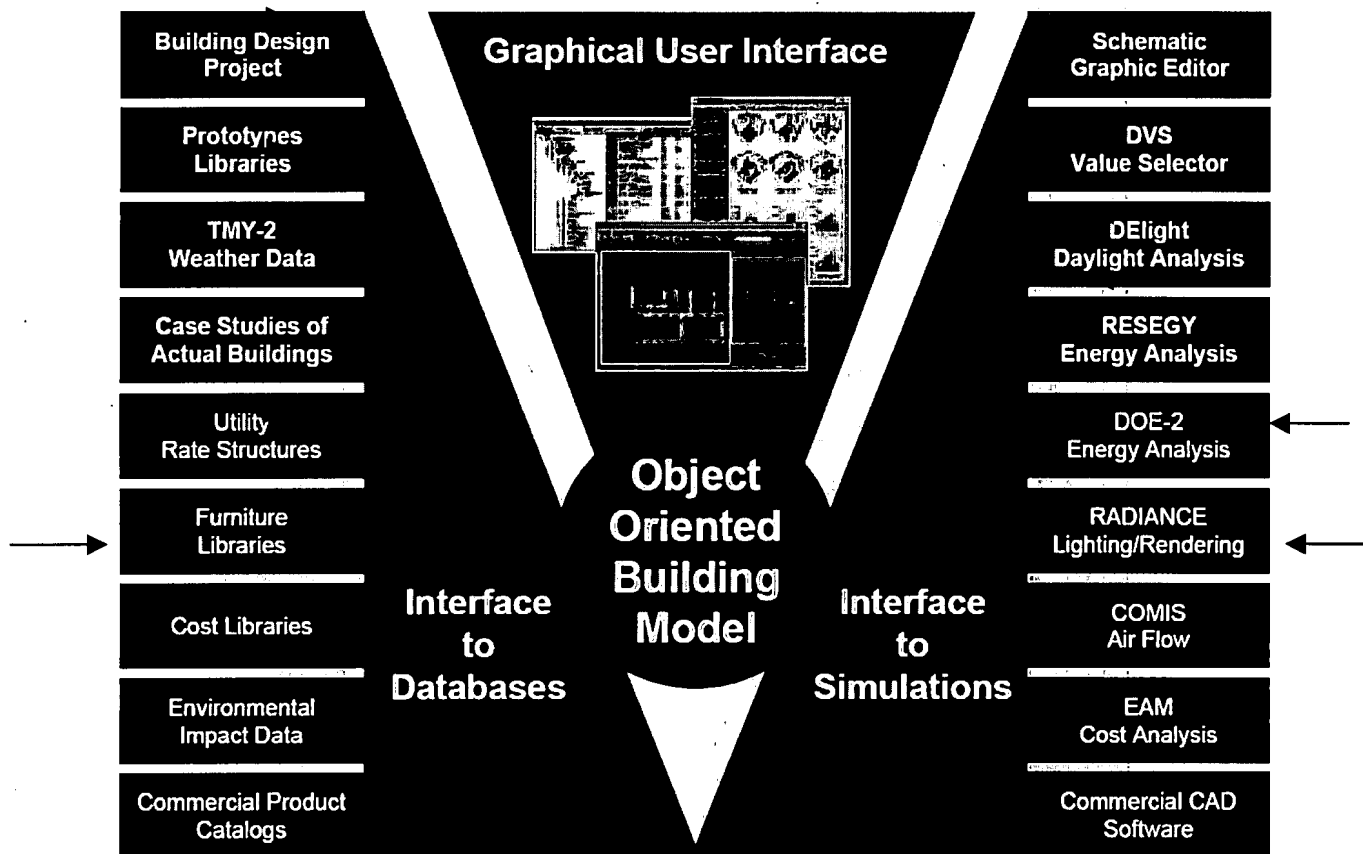 Building Design
Project
Prototypes
Libraries
TMY-2
Weather Data
Case Studies of
Actual Buildings
Utility
Rate Structures
Furniture
Libraries
Cost Libraries
Environmental
Impact Data
Commercial Product
Catalogs
Graphical User Interface
Object
Oriented
Building
Model
Interface
to
Databases
Interface
to
Simulations
Schematic
Graphic Editor
DVS
Value Selector
DElight
Daylight Analysis
RESEGY
Energy Analysis
DOE-2
Energy Analysis
RADIANCE
Lighting/Rendering
COMIS
Air Flow
EAM
Cost Analysis
Commercial CAD
Software